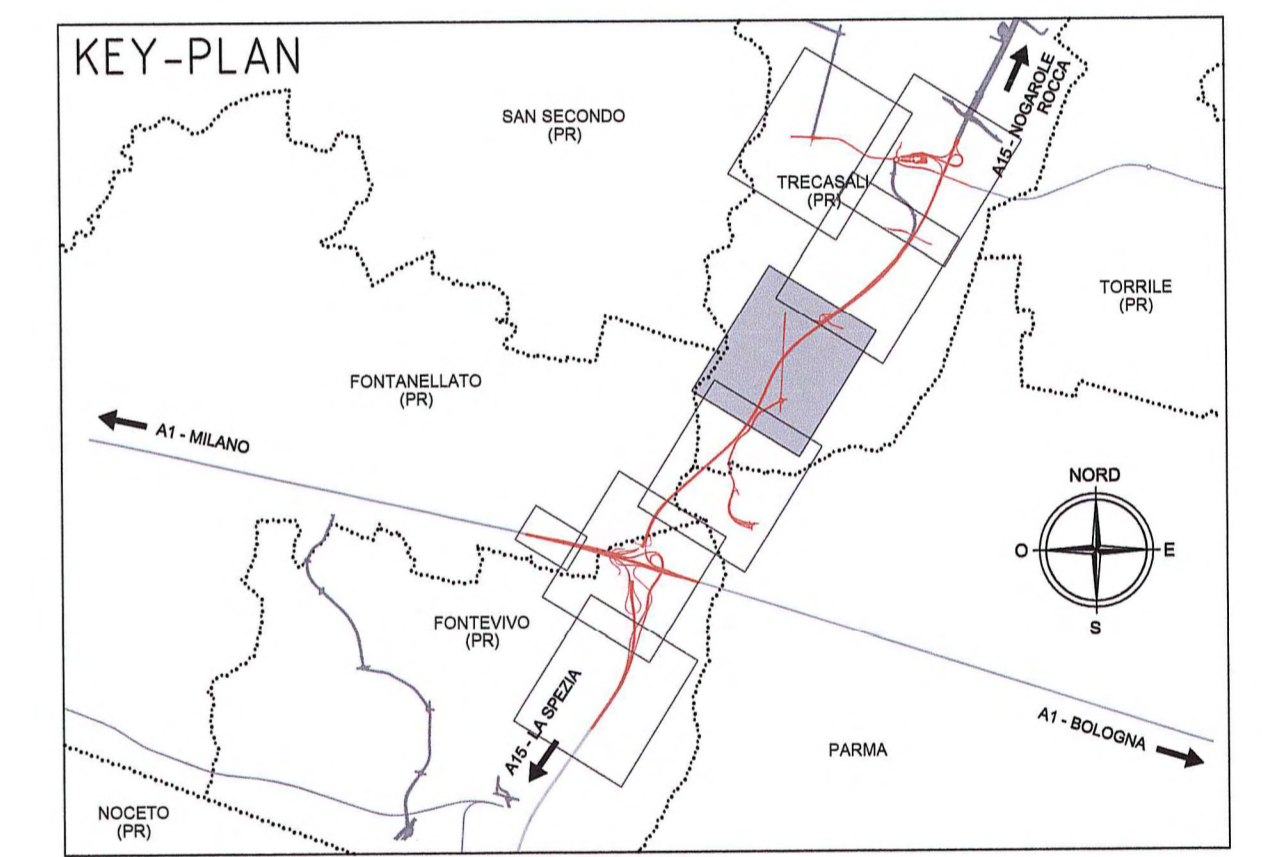 KEY-PLAN
SAN SECONDO
(PR)
A15 - NOGAROLE
ROCCA
TRECASALI
(PR)
TORRILE
(PR)
FONTANELLATO
(PR)
A1 - MILANO
NORD
O
E
S
FONTEVIVO
(PR)
A15 - LA SPEZIA
A1 - BOLOGNA
PARMA
NOCETO
(PR)